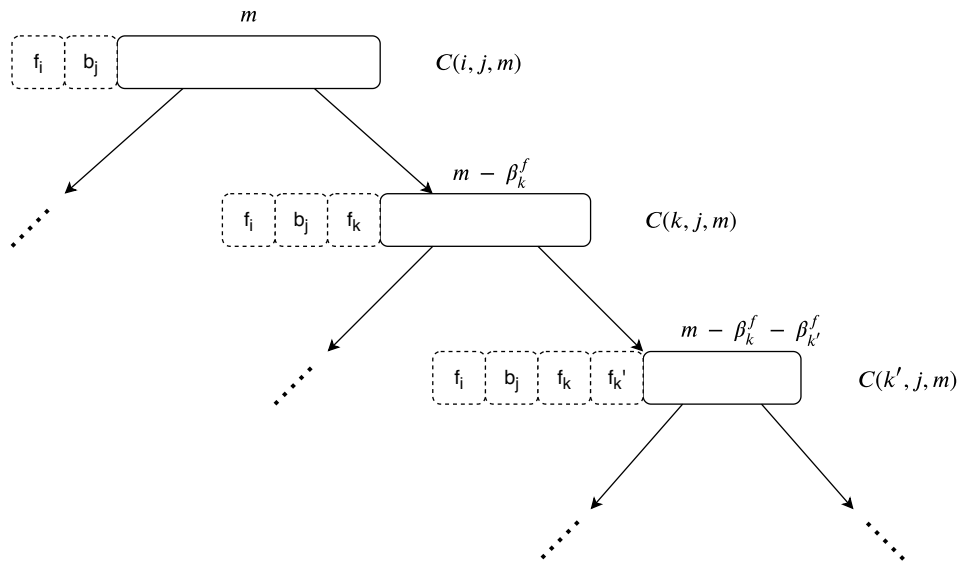 m
f_i b_j C(i, j, m)
m − β_k^f
f_i b_j f_k C(k, j, m)
m − β_k^f − β_{k′}^f
f_i b_j f_k f_k' C(k′, j, m)